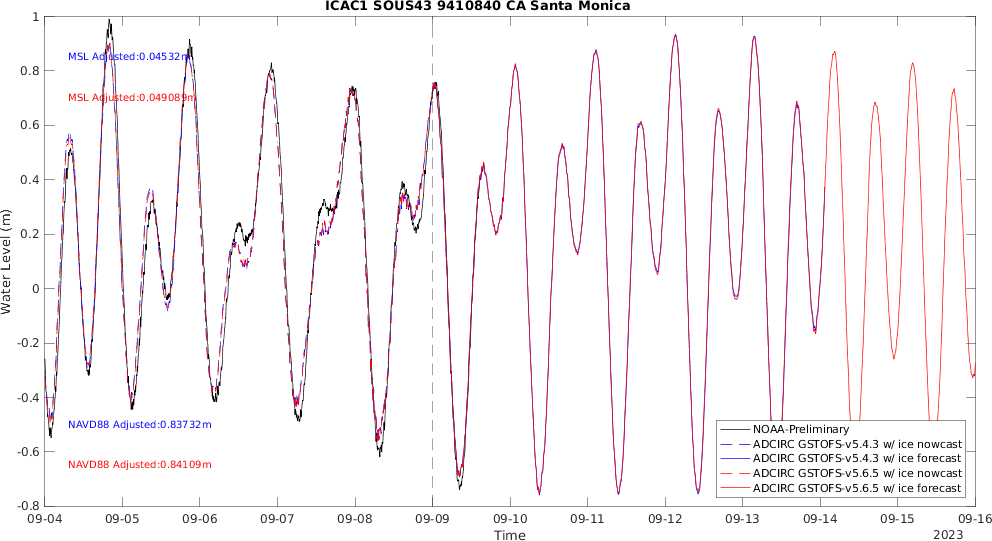 ICAC1 SOUS43 9410840 CA Santa Monica
1
0.8
0.6
0.4
0.2
0
-0.2
-0.4
-0.6
-0.8
Water Level (m)
MSL Adjusted:0.04532m
MSL Adjusted:0.049089m
NAVD88 Adjusted:0.83732m
NAVD88 Adjusted:0.84109m
NOAA-Preliminary
ADCIRC GSTOFS-v5.4.3 w/ ice nowcast
ADCIRC GSTOFS-v5.4.3 w/ ice forecast
ADCIRC GSTOFS-v5.6.5 w/ ice nowcast
ADCIRC GSTOFS-v5.6.5 w/ ice forecast
09-04 09-05 09-06 09-07 09-08 09-09 09-10 09-11 09-12 09-13 09-14 09-15 09-16
Time
2023